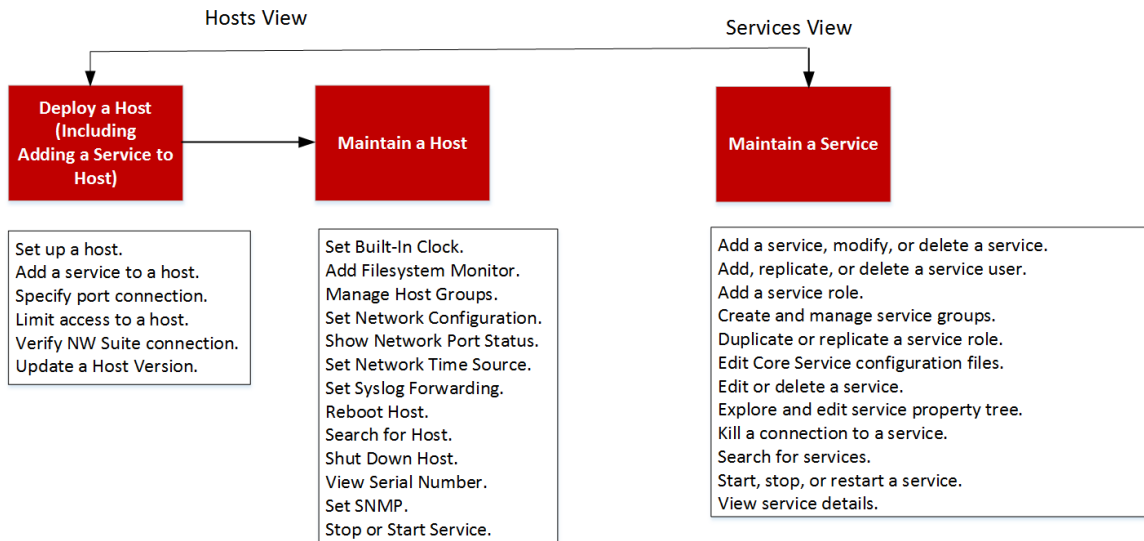 Hosts View
Services View
Deploy a Host
(Including
Adding a Service to
Host)
Maintain a Host
Maintain a Service
Set up a host.
Add a service to a host.
Specify port connection.
Limit access to a host.
Verify NW Suite connection.
Update a Host Version.
Set Built-In Clock.
Add Filesystem Monitor.
Manage Host Groups.
Set Network Configuration.
Show Network Port Status.
Set Network Time Source.
Set Syslog Forwarding.
Reboot Host.
Search for Host.
Shut Down Host.
View Serial Number.
Set SNMP.
Stop or Start Service.
Add a service, modify, or delete a service.
Add, replicate, or delete a service user.
Add a service role.
Create and manage service groups.
Duplicate or replicate a service role.
Edit Core Service configuration files.
Edit or delete a service.
Explore and edit service property tree.
Kill a connection to a service.
Search for services.
Start, stop, or restart a service.
View service details.